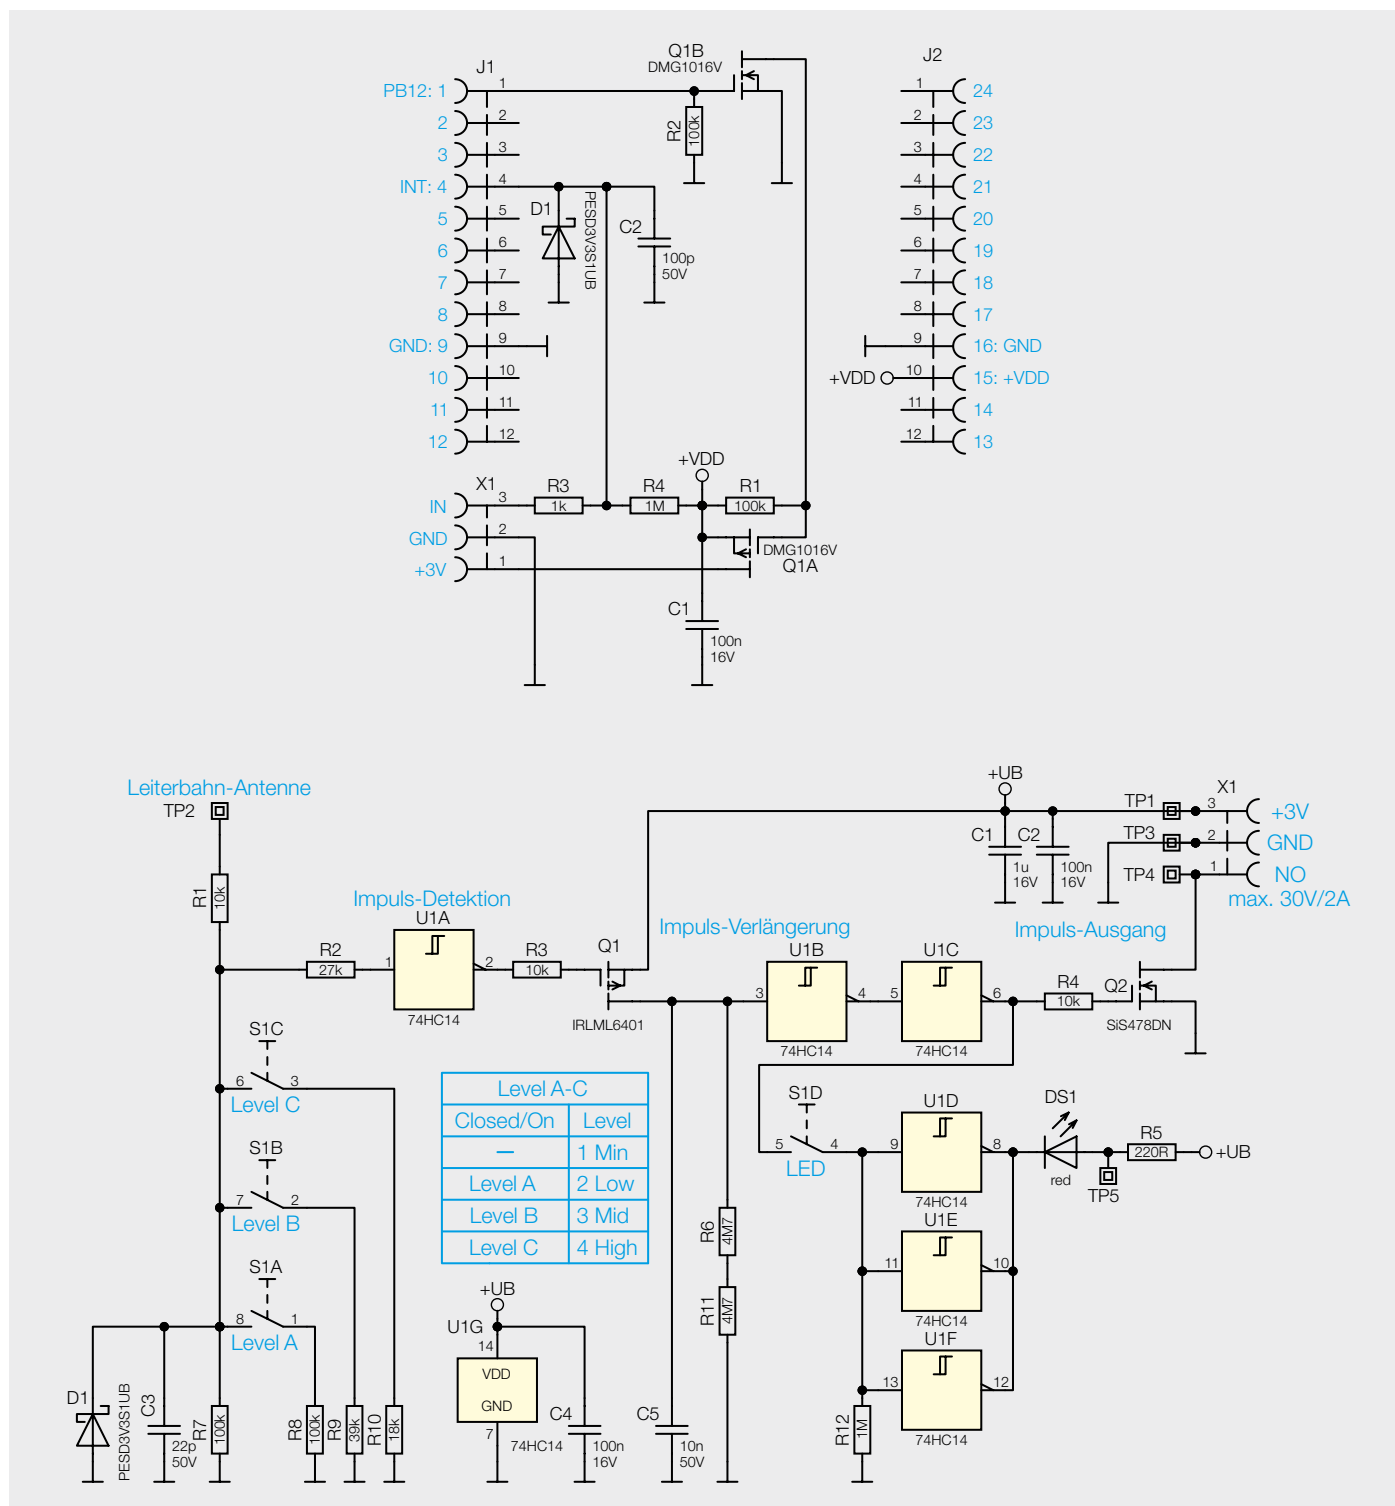 Q1B
DMG1016V
J1
J2
PB12: 1
1
2
2
3
3
INT: 4
4
5
5
6
6
7
7
8
8
GND: 9
9
10
10
11
11
12
12
R2
100k
D1
PESD3V3S1UB
C2
100p
50V
1
24
2
23
3
22
4
21
5
20
6
19
7
18
8
17
9
16: GND
+VDD
10
15: +VDD
11
14
12
13
X1
IN
3
GND
2
+3V
1
R3
1k
R4
1M
+VDD
R1
100k
DMG1016V
Q1A
C1
100n
16V
Leiterbahn-Antenne
TP2
R1
10k
Impuls-Detektion
U1A
R2
27k
1
2
74HC14
R3
10k
Q1
IRLML6401
Impuls-Verlängerung
U1B
3
4
74HC14
U1C
5
6
74HC14
+UB
C1
1u
16V
C2
100n
16V
TP1
3
X1
+3V
TP3
2
GND
TP4
1
NO
max. 30V/2A
Impuls-Ausgang
R4
10k
Q2
SiS478DN
S1C
6
3
Level C
S1B
7
2
Level B
S1A
8
1
Level A
Level A-C
Closed/On
Level
–
1 Min
Level A
2 Low
Level B
3 Mid
Level C
4 High
S1D
5
4
LED
U1D
9
8
74HC14
U1E
11
10
74HC14
U1F
13
12
74HC14
DS1
red
TP5
R5
220R
+UB
R6
4M7
R11
4M7
R12
1M
D1
PESD3V3S1UB
C3
22p
50V
R7
100k
R8
100k
R9
39k
R10
18k
+UB
U1G
14
VDD
GND
7
74HC14
C4
100n
16V
C5
10n
50V